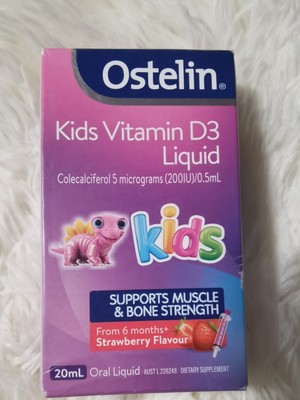 Ostelin®
Kids Vitamin D3
Liquid
Colecalciferol 5 micrograms (200IU)/0.5mL
kids
SUPPORTS MUSCLE
& BONE STRENGTH
From 6 months+
Strawberry Flavour
20mL Oral Liquid AUST L 226248 DIETARY SUPPLEMENT